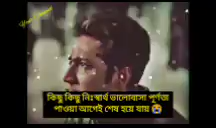 কিছু কিছু নিঃস্বার্থ ভালোবাসা পূর্ণতা
পাওয়া আগেই শেষ হয়ে যায় 😭